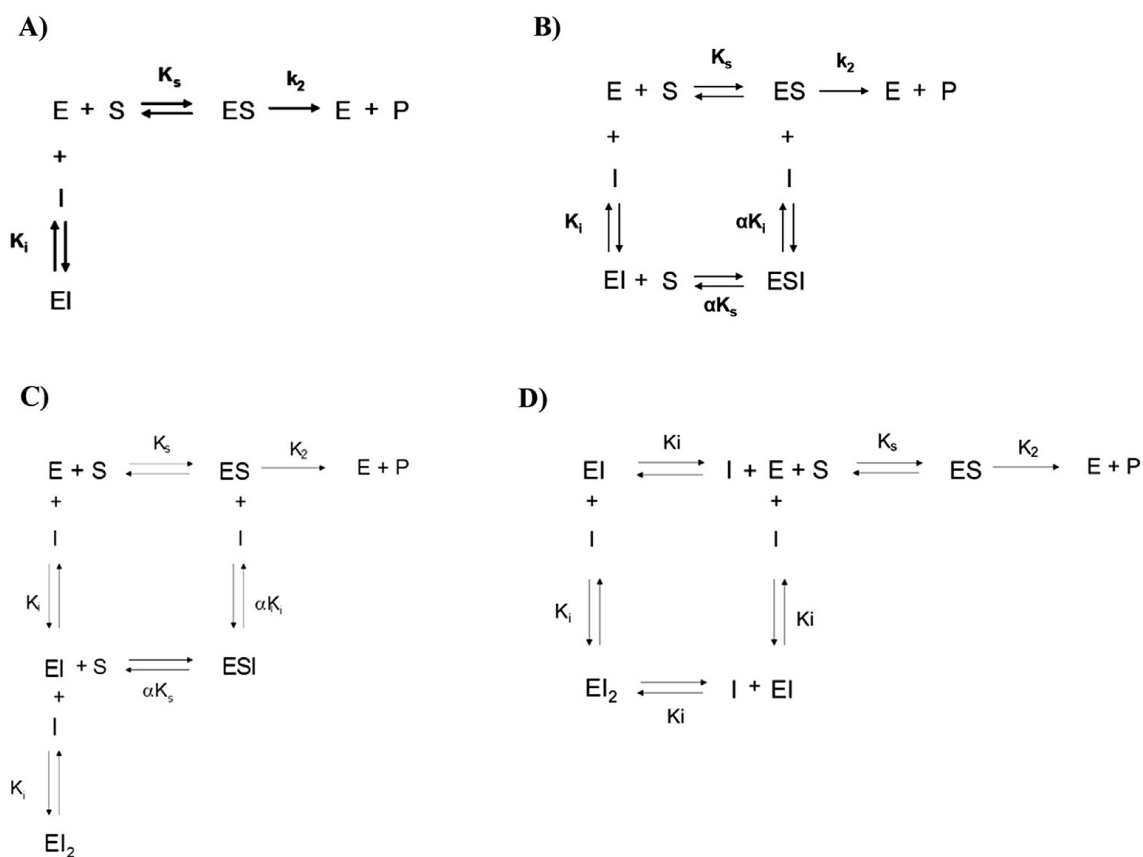 A)
K_s k_2
E + S ES E + P
+
I
K_i
EI
B)
K_s k_2
E + S ES E + P
+ +
I I
K_i αK_i
EI + S ESI
αK_s
C)
K_s K_2
E + S ES E + P
+ +
I I
K_i αK_i
EI + S ESI
αK_s
+
I
K_i
EI_2
D)
Ki K_s K_2
EI I + E + S ES E + P
+ +
I I
K_i Ki
EI_2 I + EI
Ki